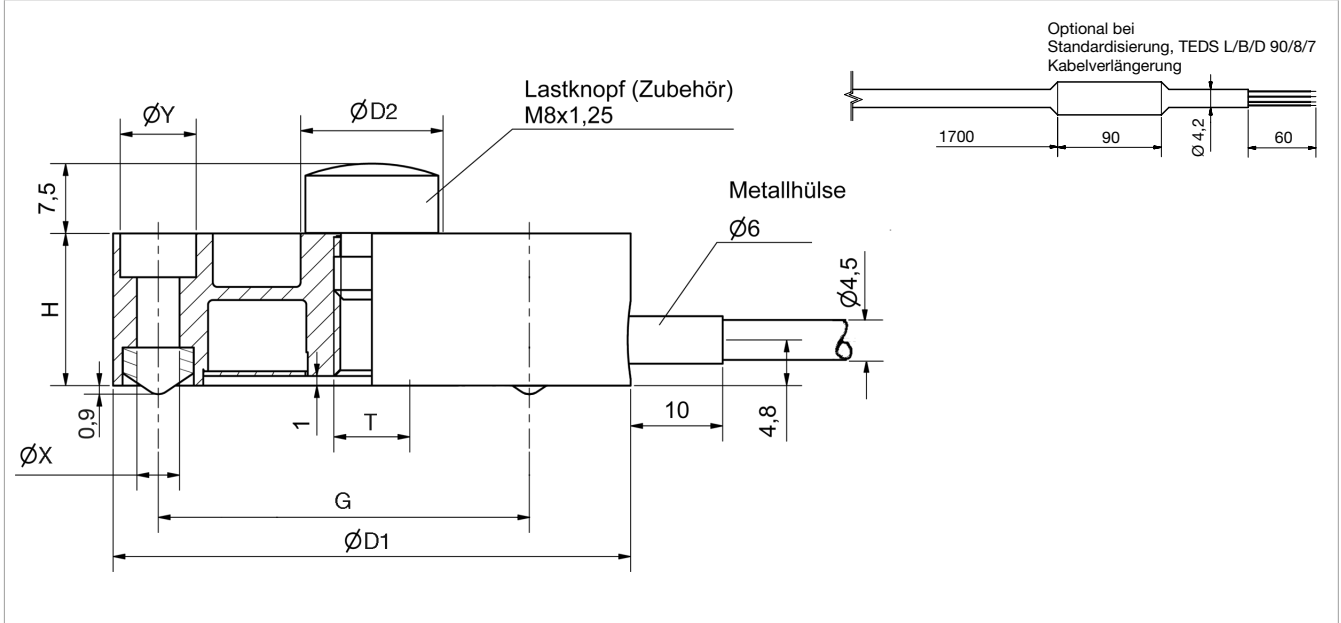 Optional bei
Standardisierung, TEDS L/B/D 90/8/7
Kabelverlängerung
1700
90
Ø 4,2
60
Lastknopf (Zubehör)
M8x1,25
ØY
ØD2
7,5
Metallhülse
Ø6
H
Ø4,5
0,9
1
T
10
4,8
ØX
G
ØD1